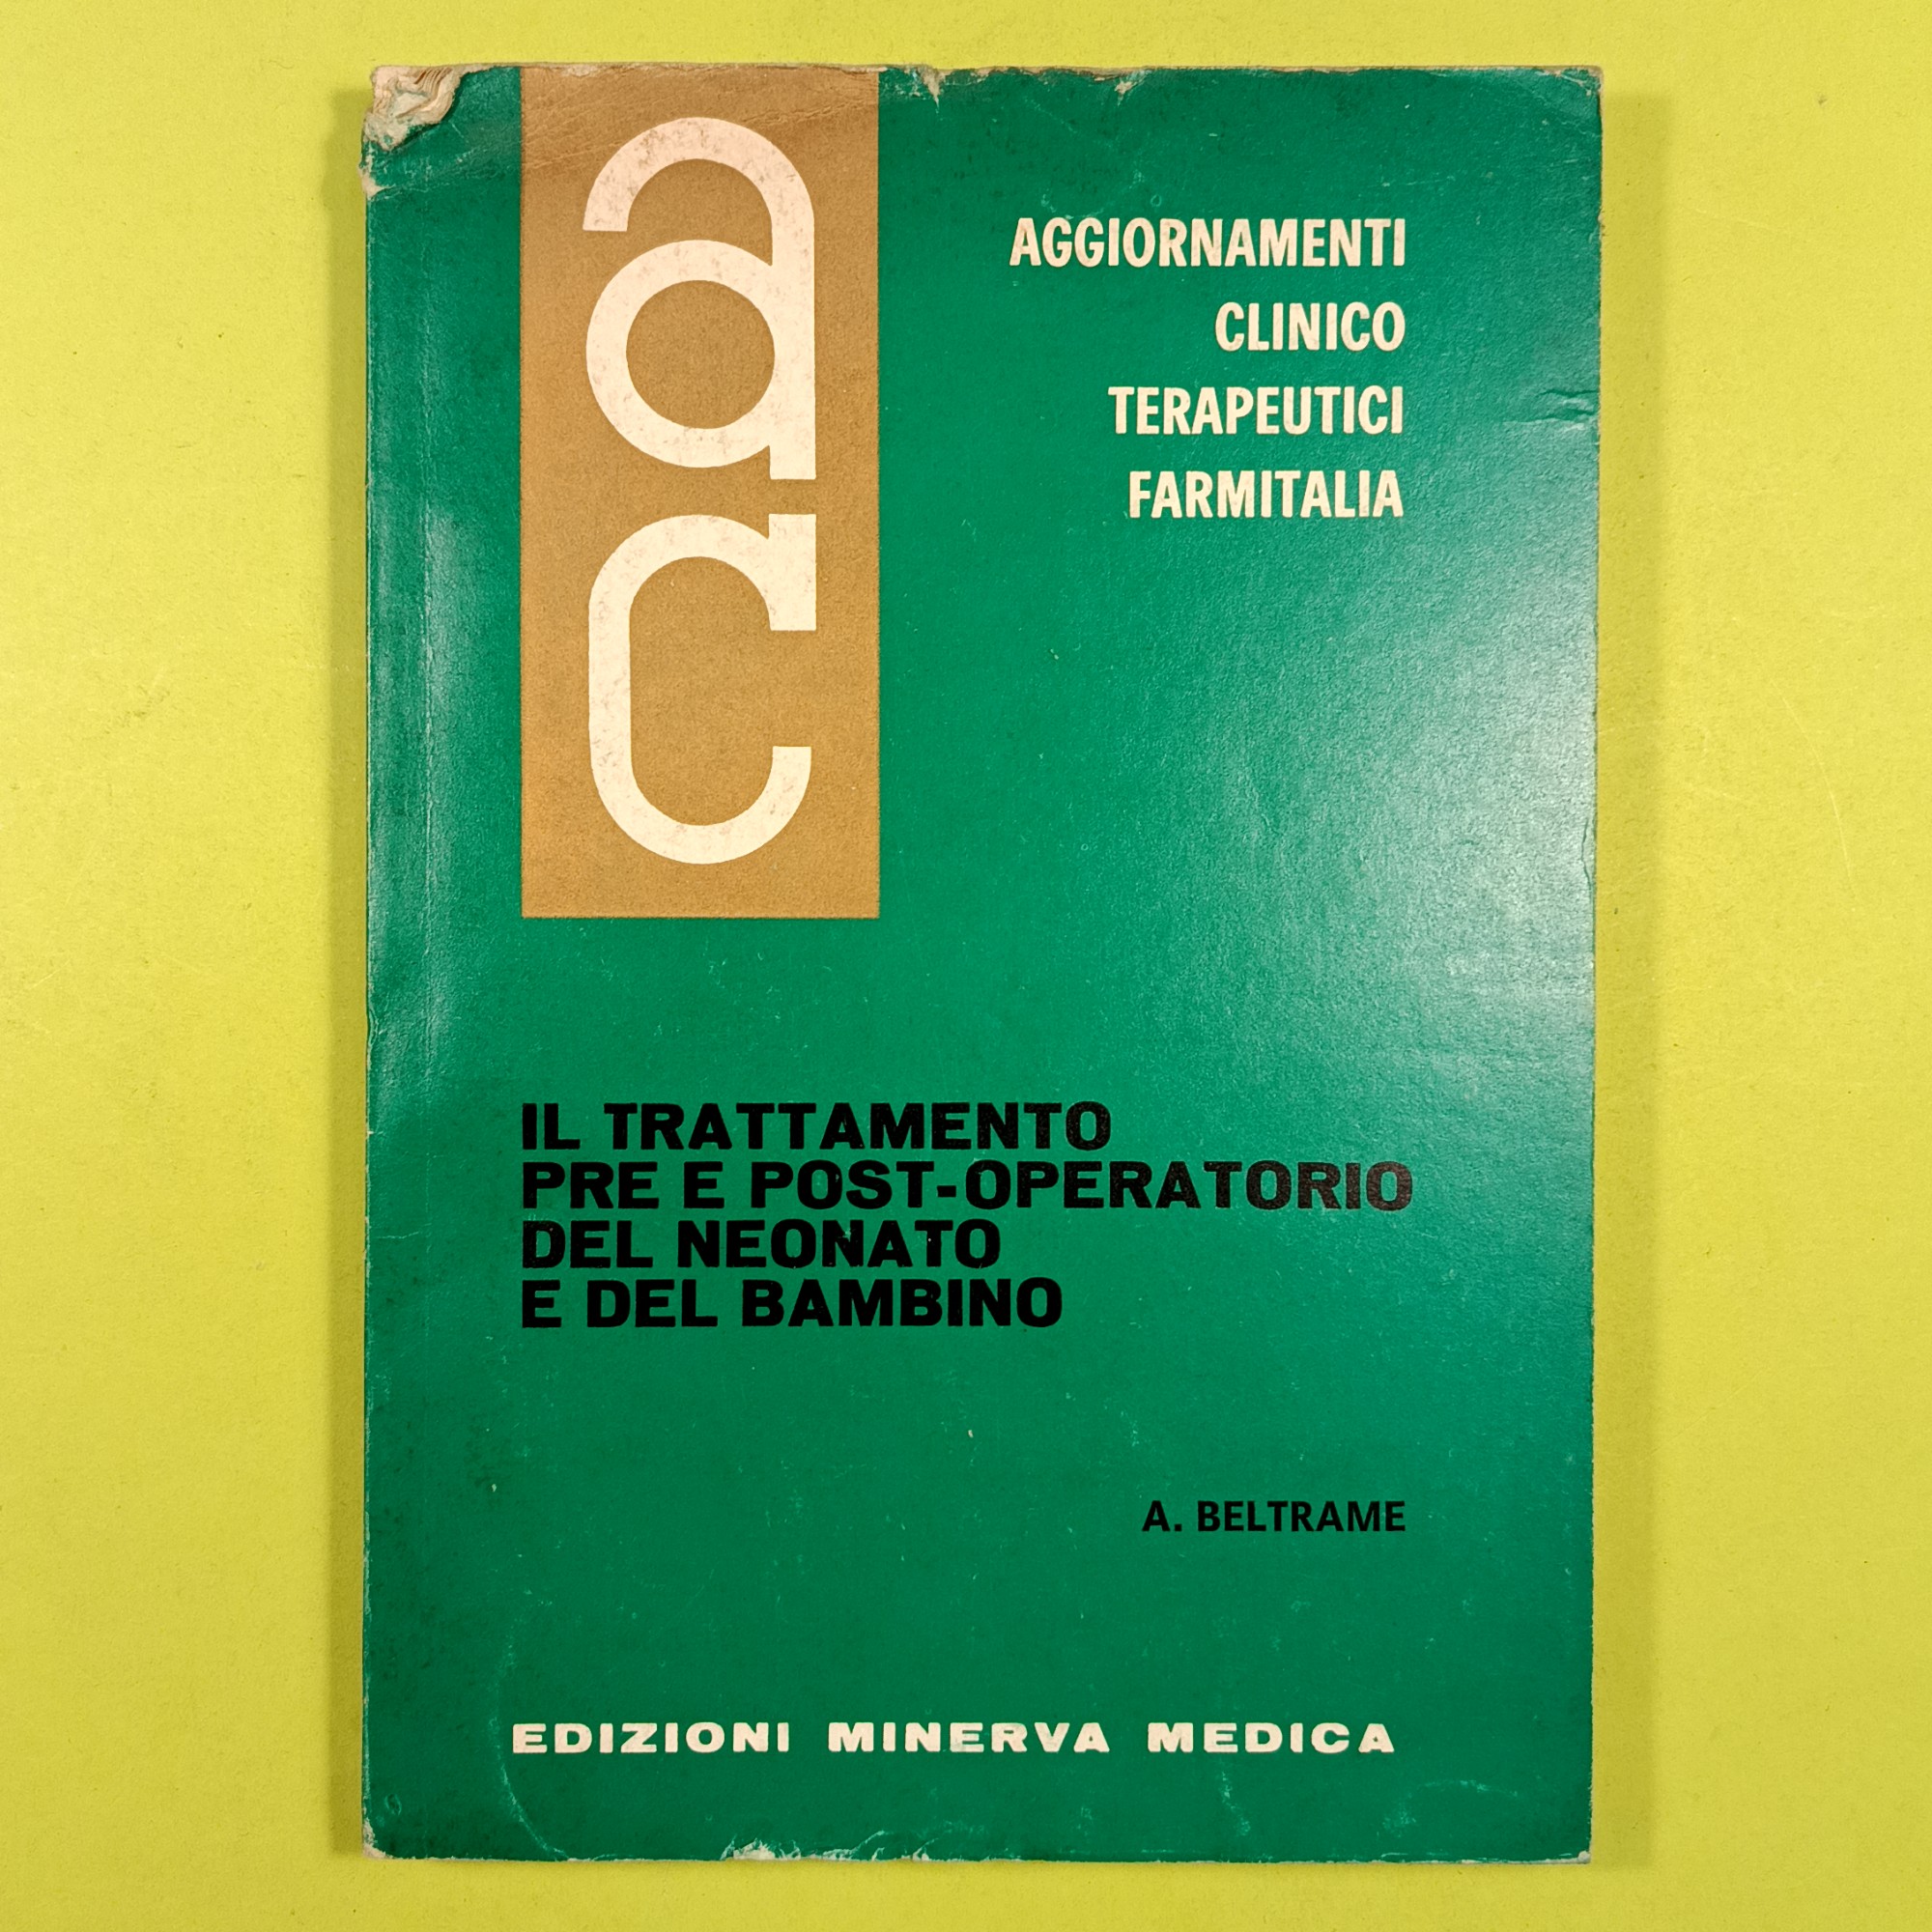 ac
AGGIORNAMENTI
CLINICO
TERAPEUTICI
FARMITALIA
IL TRATTAMENTO
PRE E POST-OPERATORIO
DEL NEONATO
E DEL BAMBINO
A. BELTRAME
EDIZIONI MINERVA MEDICA